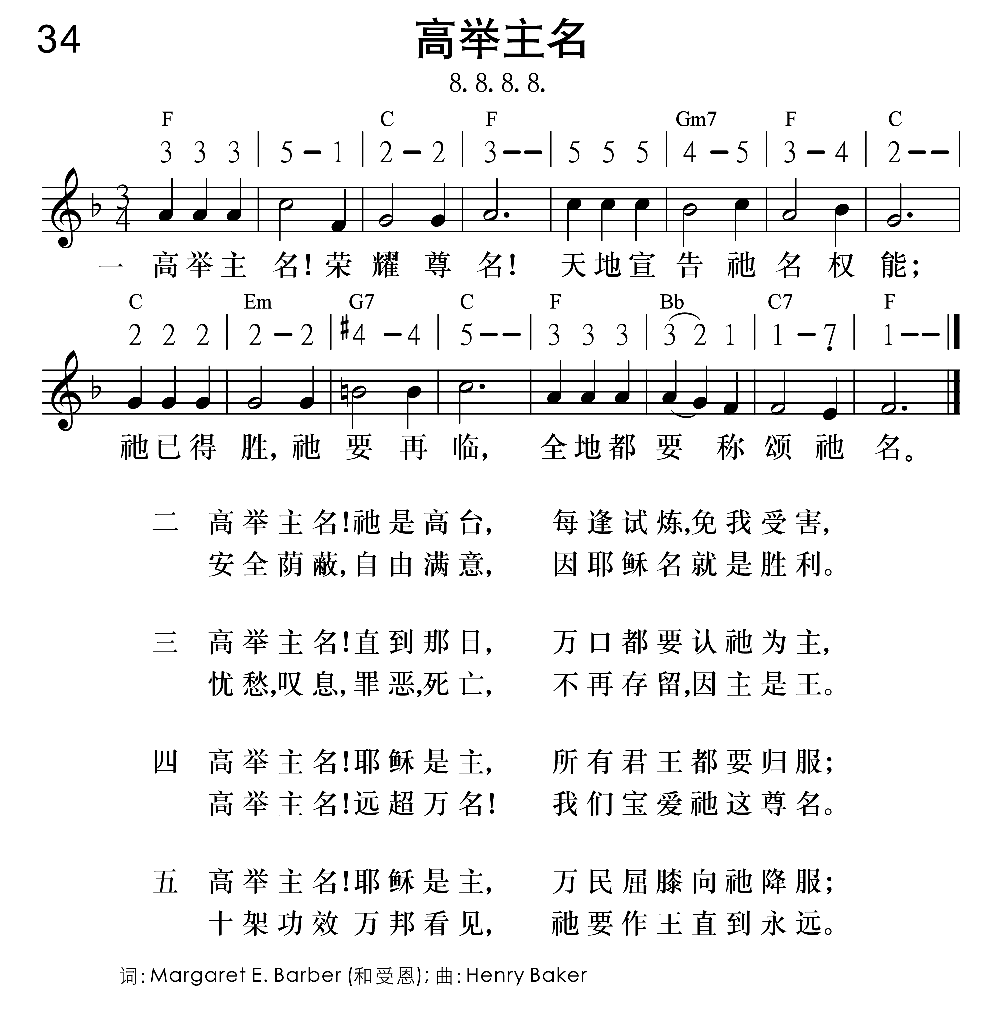 34
高举主名
8. 8. 8. 8.
F C F Gm7 F C
3 3 3 | 5 – 1 | 2 – 2 | 3 – – | 5 5 5 | 4 – 5 | 3 – 4 | 2 – – |
3 4
一 高举主 名! 荣 耀 尊 名! 天地宣 告 祂 名 权 能;
C Em G7 C F Bb C7 F
2 2 2 | 2 – 2 | #4 – 4 | 5 – – | 3 3 3 | 3 2 1 | 1 – 7̣ | 1 – – ‖
祂已得 胜, 祂 要 再 临, 全地都 要 称颂祂 名。
二 高举主名!祂是高台, 每逢试炼,免我受害,
安全荫蔽,自由满意, 因耶稣名就是胜利。
三 高举主名!直到那日, 万口都要认祂为主,
忧愁,叹息,罪恶,死亡, 不再存留,因主是王。
四 高举主名!耶稣是主, 所有君王都要归服;
高举主名!远超万名! 我们宝爱祂这尊名。
五 高举主名!耶稣是主, 万民屈膝向祂降服;
十架功效 万邦看见, 祂要作王直到永远。
词: Margaret E. Barber (和受恩); 曲: Henry Baker